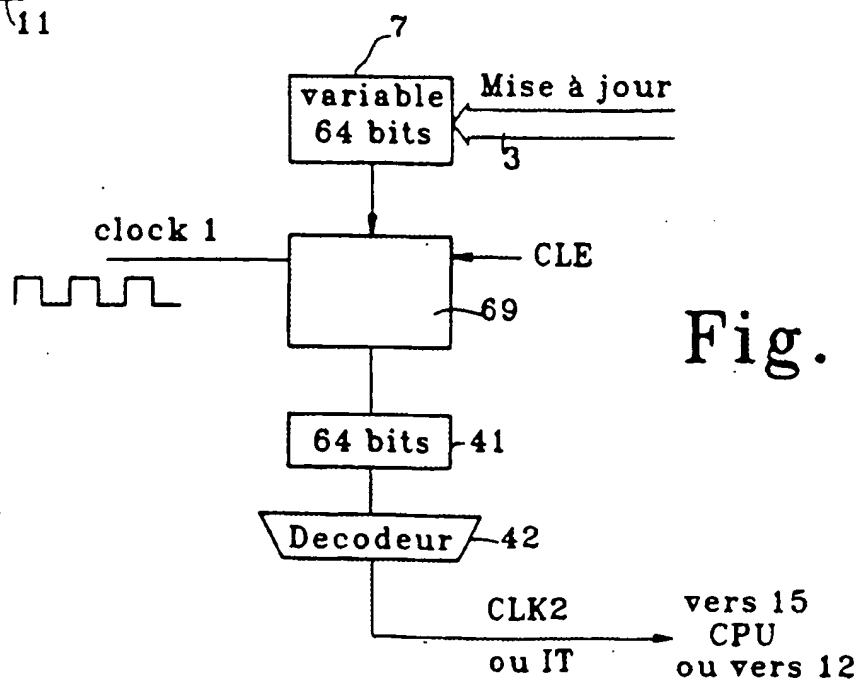 11
7
variable
64 bits
Mise à jour
3
clock 1
CLE
69
Fig.
64 bits
41
Decodeur
42
CLK2
ou IT
vers 15
CPU
ou vers 12